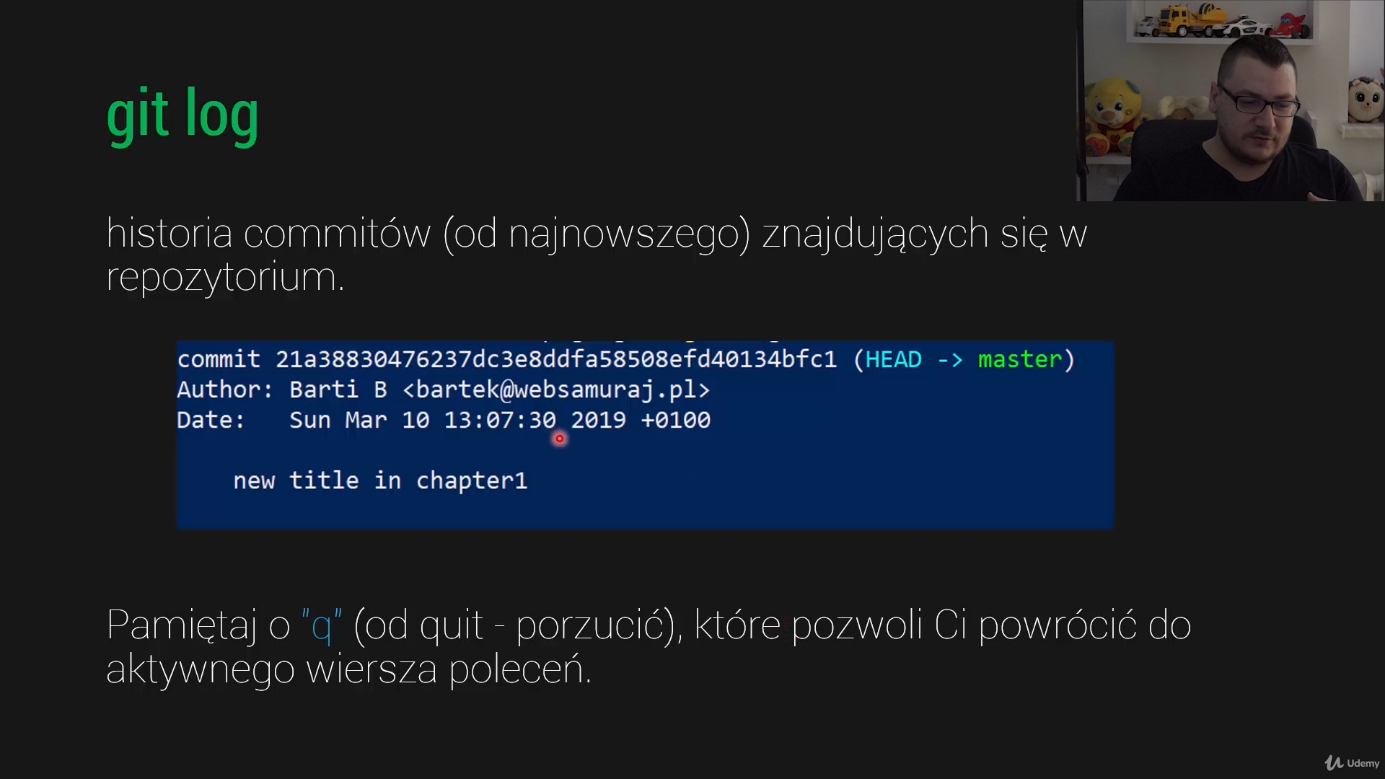 git log
historia commitów (od najnowszego) znajdujących się w
repozytorium.
commit 21a38830476237dc3e8ddfa58508efd40134bfc1 (HEAD -> master)
Author: Barti B <bartek@websamuraj.pl>
Date:   Sun Mar 10 13:07:30 2019 +0100
new title in chapter1
Pamiętaj o "q" (od quit - porzucić), które pozwoli Ci powrócić do
aktywnego wiersza poleceń.
Udemy